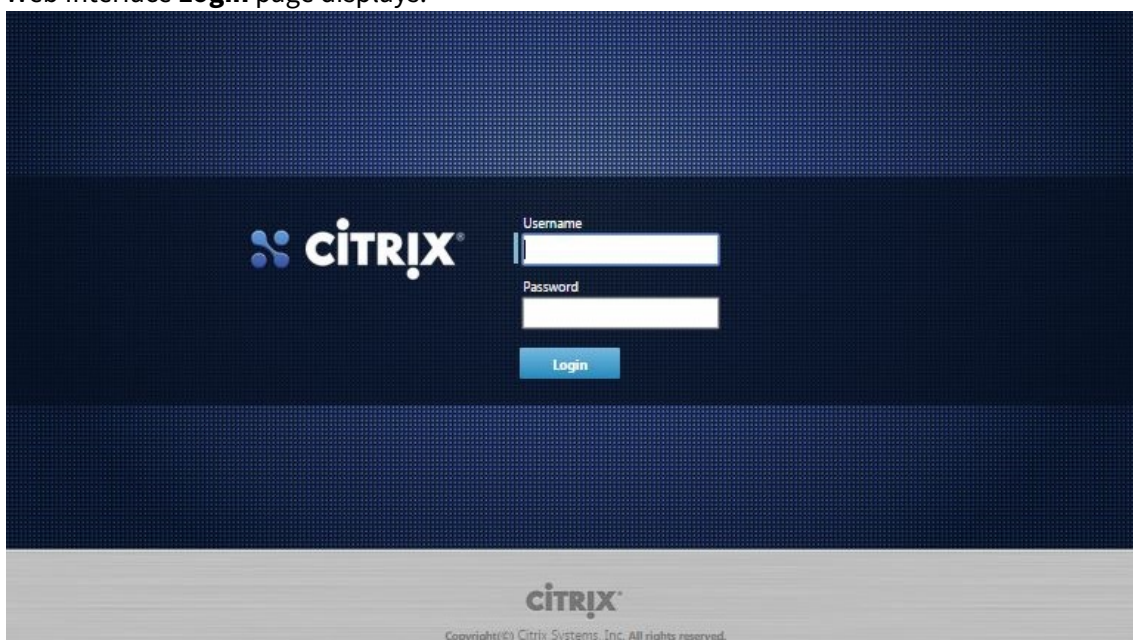 Web Interface Login page displays.
Username
CITRIX®
Password
Login
CITRIX®
Copyright(©) Citrix Systems, Inc. All rights reserved.